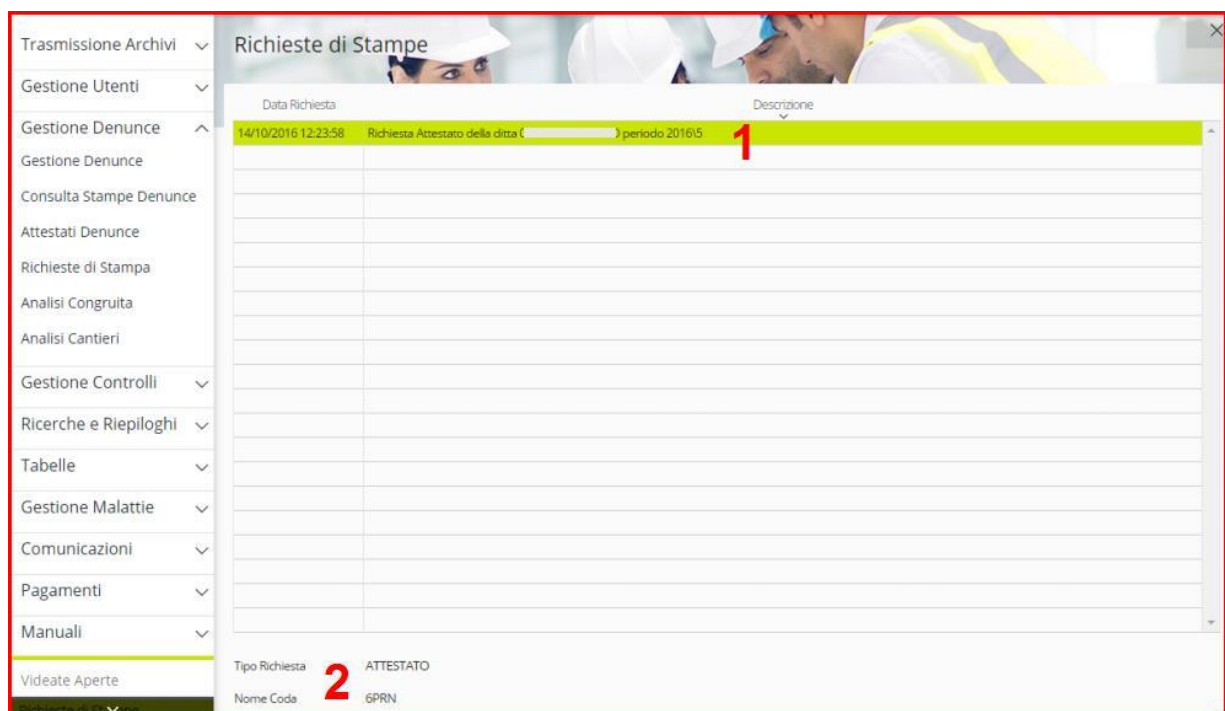 Trasmissione Archivi
Gestione Utenti
Gestione Denunce
Gestione Denunce
Consulta Stampe Denunce
Attestati Denunce
Richieste di Stampa
Analisi Congruita
Analisi Cantieri
Gestione Controlli
Ricerche e Riepiloghi
Tabelle
Gestione Malattie
Comunicazioni
Pagamenti
Manuali
Videate Aperte
Richieste di Stampe
Data Richiesta Descrizione
14/10/2016 12:23:58 Richiesta Attestato della ditta ( ) periodo 2016\5
1
Tipo Richiesta ATTESTATO
2
Nome Coda 6PRN